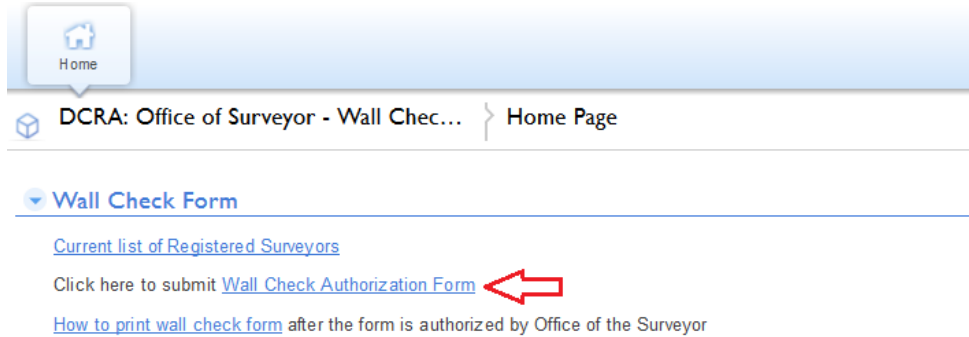 Home
DCRA: Office of Surveyor - Wall Chec... Home Page
Wall Check Form
Current list of Registered Surveyors
Click here to submit Wall Check Authorization Form
How to print wall check form after the form is authorized by Office of the Surveyor